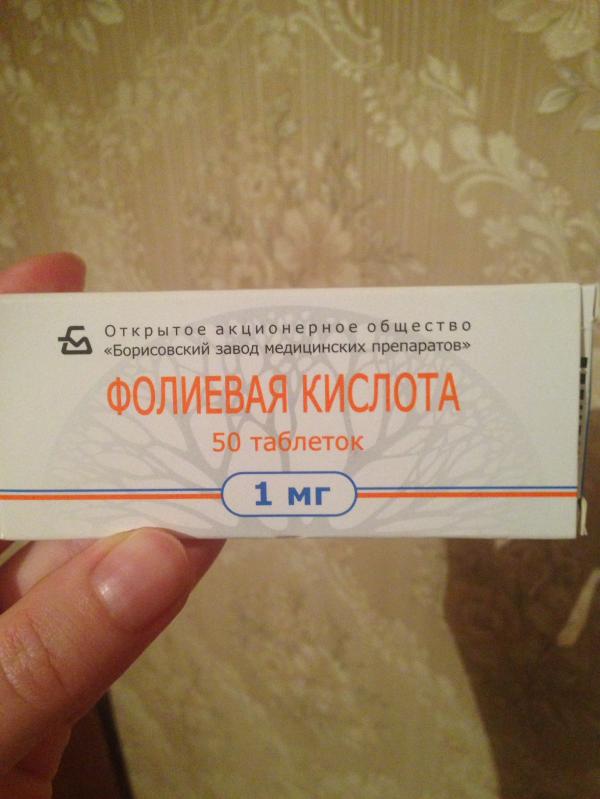 Открытое акционерное общество
«Борисовский завод медицинских препаратов»
ФОЛИЕВАЯ КИСЛОТА
50 таблеток
1 мг